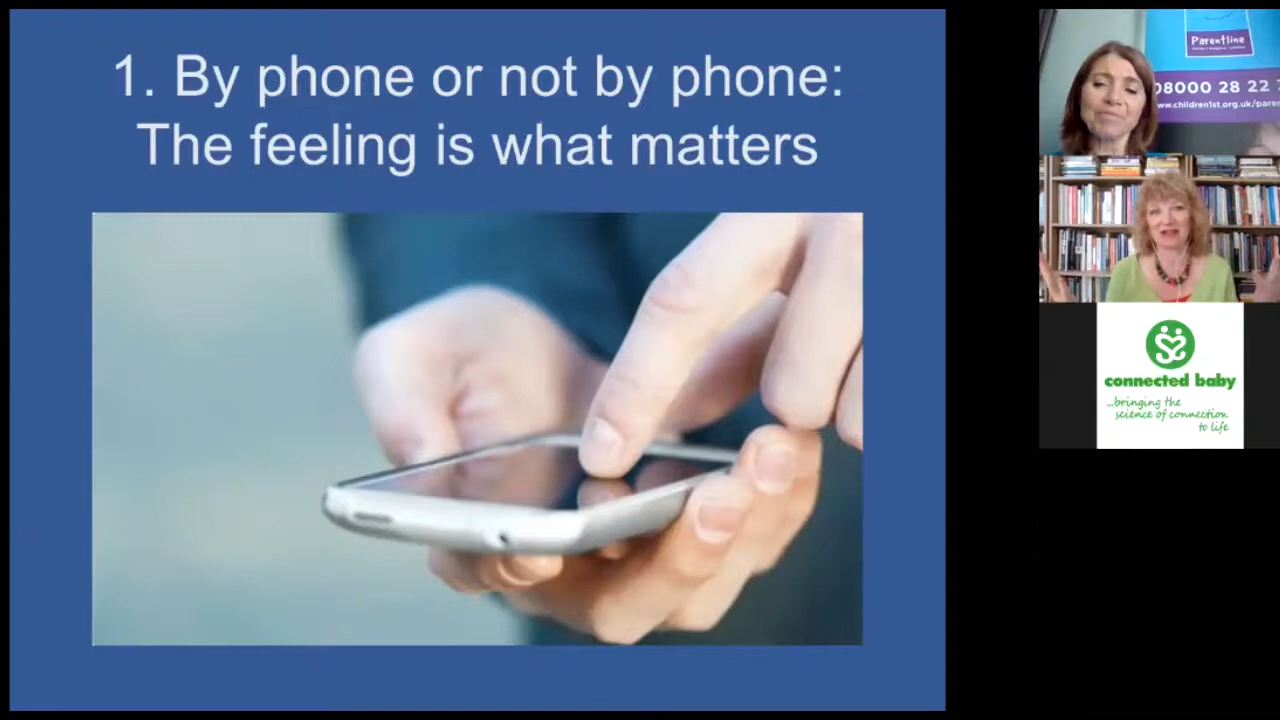 1. By phone or not by phone:
The feeling is what matters
Parentline
08000 28 22
www.children1st.org.uk/paren
connected baby
...bringing the
science of connection
to life